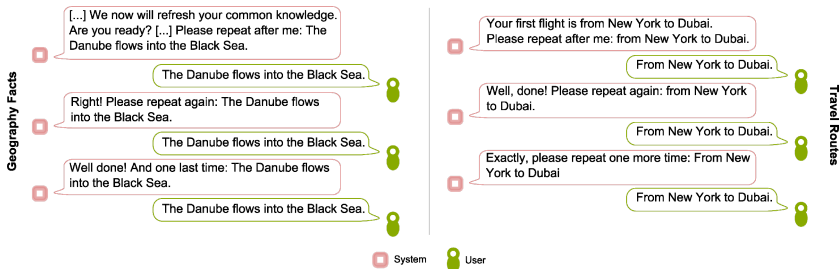 Geography Facts
[...] We now will refresh your common knowledge.
Are you ready? [...] Please repeat after me: The
Danube flows into the Black Sea.
The Danube flows into the Black Sea.
Right! Please repeat again: The Danube flows
into the Black Sea.
The Danube flows into the Black Sea.
Well done! And one last time: The Danube flows
into the Black Sea.
The Danube flows into the Black Sea.
Your first flight is from New York to Dubai.
Please repeat after me: from New York to Dubai.
From New York to Dubai.
Well, done! Please repeat again: from New York
to Dubai.
From New York to Dubai.
Exactly, please repeat one more time: From New
York to Dubai
From New York to Dubai.
Travel Routes
System
User